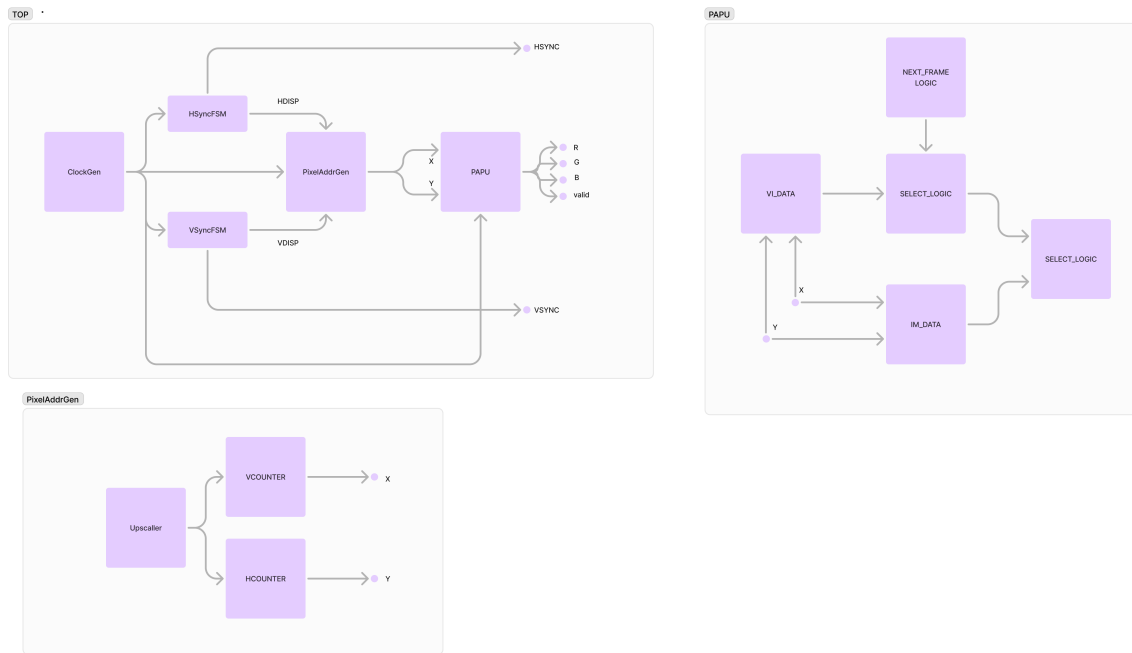 TOP
HSYNC
HSyncFSM
HDISP
ClockGen
PixelAddrGen
X
Y
PAPU
R
G
B
valid
VSyncFSM
VDISP
VSYNC
PAPU
NEXT_FRAME
LOGIC
VI_DATA
SELECT_LOGIC
SELECT_LOGIC
X
Y
IM_DATA
PixelAddrGen
Upscaller
VCOUNTER
X
HCOUNTER
Y